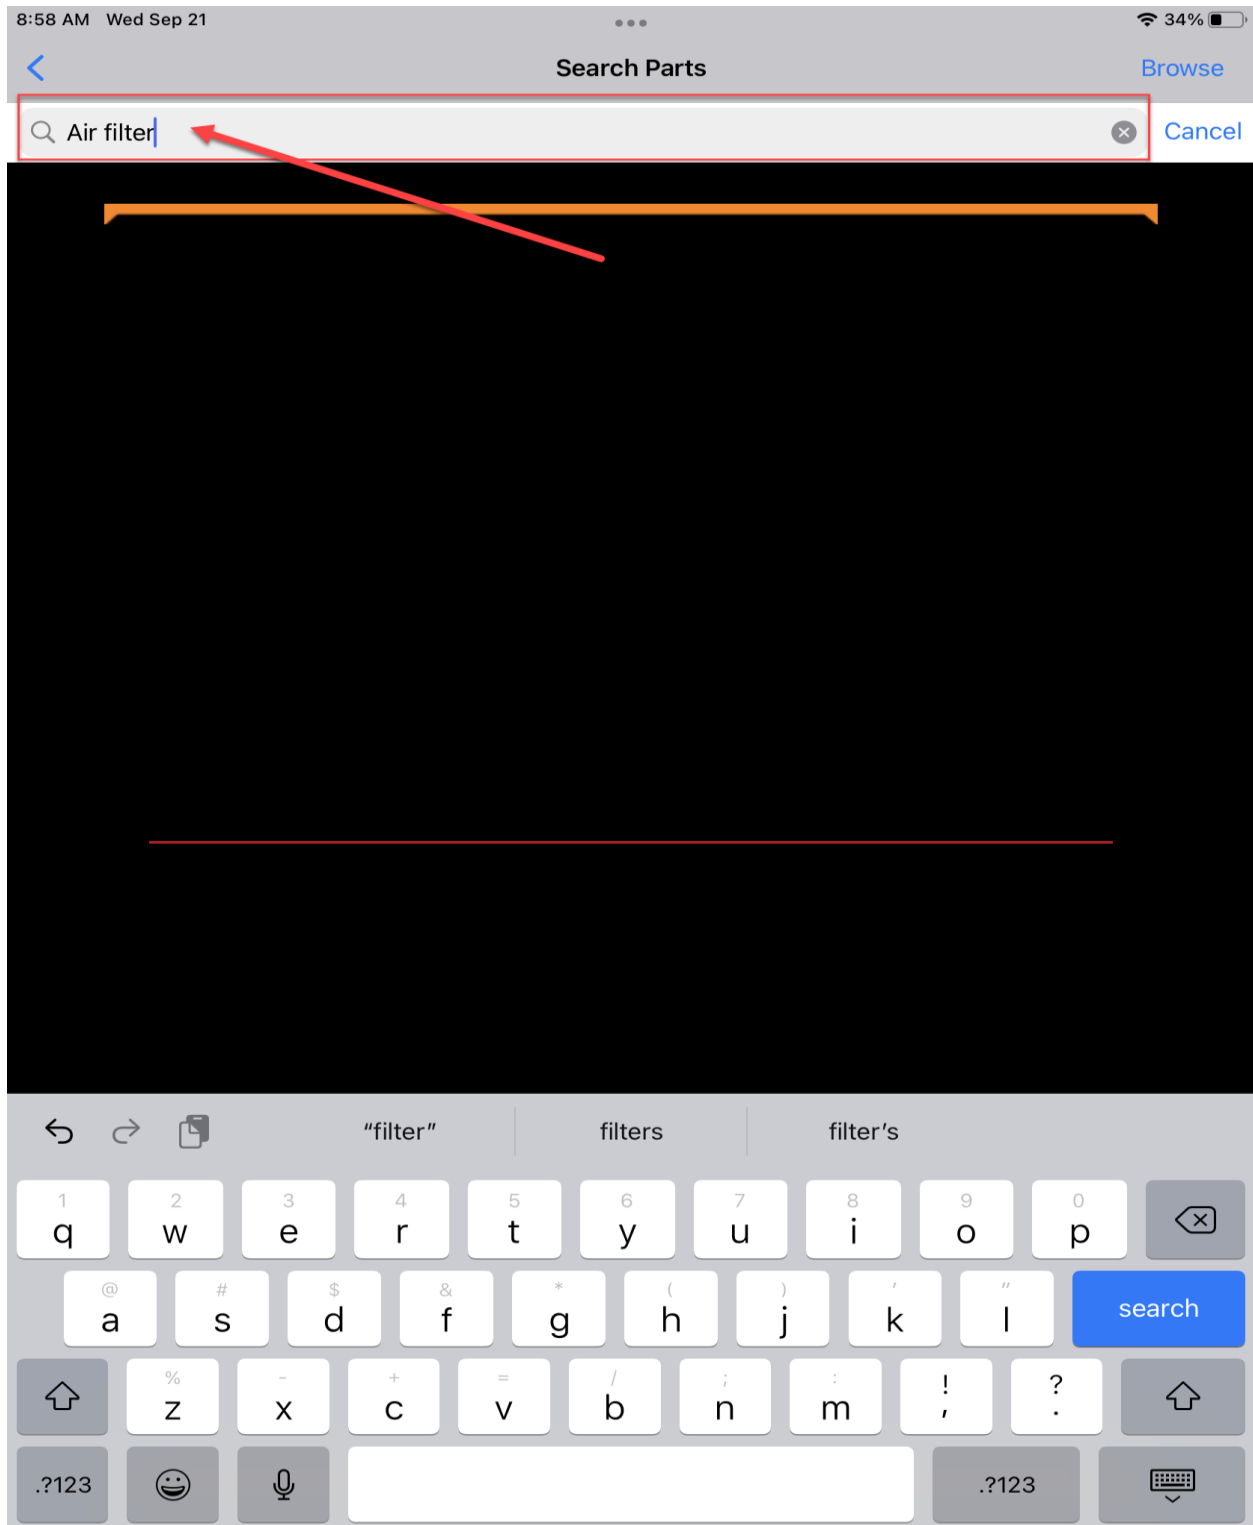 8:58 AM Wed Sep 21 34%
Search Parts Browse
Air filter Cancel
“filter” filters filter’s
1 2 3 4 5 6 7 8 9 0
q w e r t y u i o p
@ # $ & * ( ) ' "
a s d f g h j k l search
% - + = / ; : ! ?
z x c v b n m , .
.?123 .?123